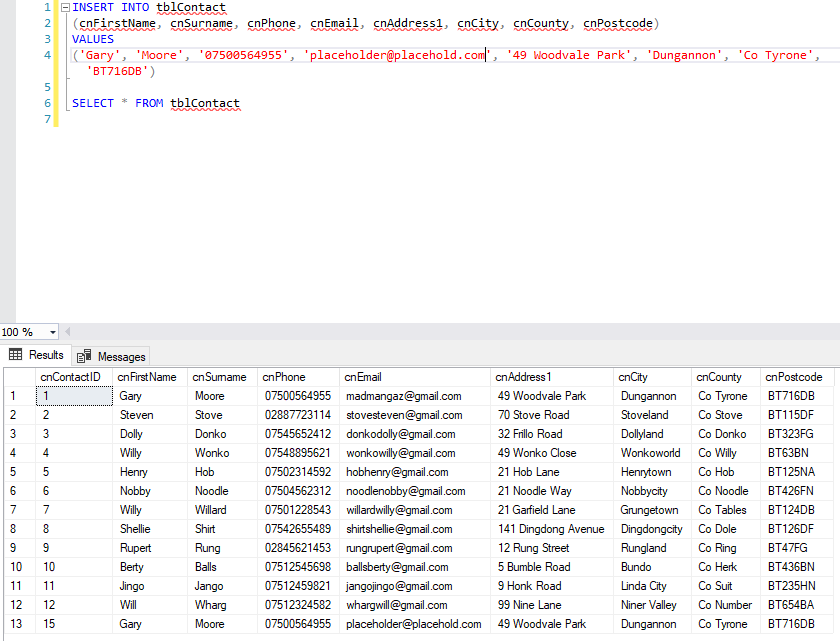 1 INSERT INTO tblContact
2 (cnFirstName, cnSurname, cnPhone, cnEmail, cnAddress1, cnCity, cnCounty, cnPostcode)
3 VALUES
4 ('Gary', 'Moore', '07500564955', 'placeholder@placehold.com', '49 Woodvale Park', 'Dungannon', 'Co Tyrone',
'BT716DB')
5
6 SELECT * FROM tblContact
7
100 %
Results Messages
cnContactID cnFirstName cnSurname cnPhone cnEmail cnAddress1 cnCity cnCounty cnPostcode
1 1 Gary Moore 07500564955 madmangaz@gmail.com 49 Woodvale Park Dungannon Co Tyrone BT716DB
2 2 Steven Stove 02887723114 stovesteven@gmail.com 70 Stove Road Stoveland Co Stove BT115DF
3 3 Dolly Donko 07545652412 donkodolly@gmail.com 32 Frillo Road Dollyland Co Donko BT323FG
4 4 Willy Wonko 07548895621 wonkowilly@gmail.com 49 Wonko Close Wonkoworld Co Willy BT63BN
5 5 Henry Hob 07502314592 hobhenry@gmail.com 21 Hob Lane Henrytown Co Hob BT125NA
6 6 Nobby Noodle 07504562312 noodlenobby@gmail.com 21 Noodle Way Nobbycity Co Noodle BT426FN
7 7 Willy Willard 07501228543 willardwilly@gmail.com 21 Garfield Lane Grungetown Co Tables BT124DB
8 8 Shellie Shirt 07542655489 shirtshellie@gmail.com 141 Dingdong Avenue Dingdongcity Co Dole BT126DF
9 9 Rupert Rung 02845621453 rungrupert@gmail.com 12 Rung Street Rungland Co Ring BT47FG
10 10 Berty Balls 07512545698 ballsberty@gmail.com 5 Bumble Road Bundo Co Herk BT436BN
11 11 Jingo Jango 07512459821 jangojingo@gmail.com 9 Honk Road Linda City Co Suit BT235HN
12 12 Will Wharg 07512324582 whargwill@gmail.com 99 Nine Lane Niner Valley Co Number BT654BA
13 15 Gary Moore 07500564955 placeholder@placehold.com 49 Woodvale Park Dungannon Co Tyrone BT716DB